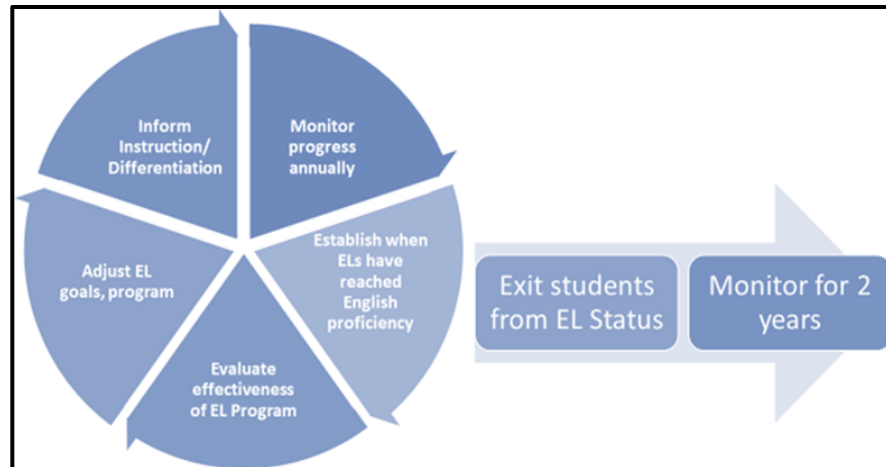 Inform
Instruction/
Differentiation
Monitor
progress
annually
Establish when
ELs have
reached
English
proficiency
Evaluate
effectiveness
of EL Program
Adjust EL
goals, program
Exit students
from EL Status
Monitor for 2
years